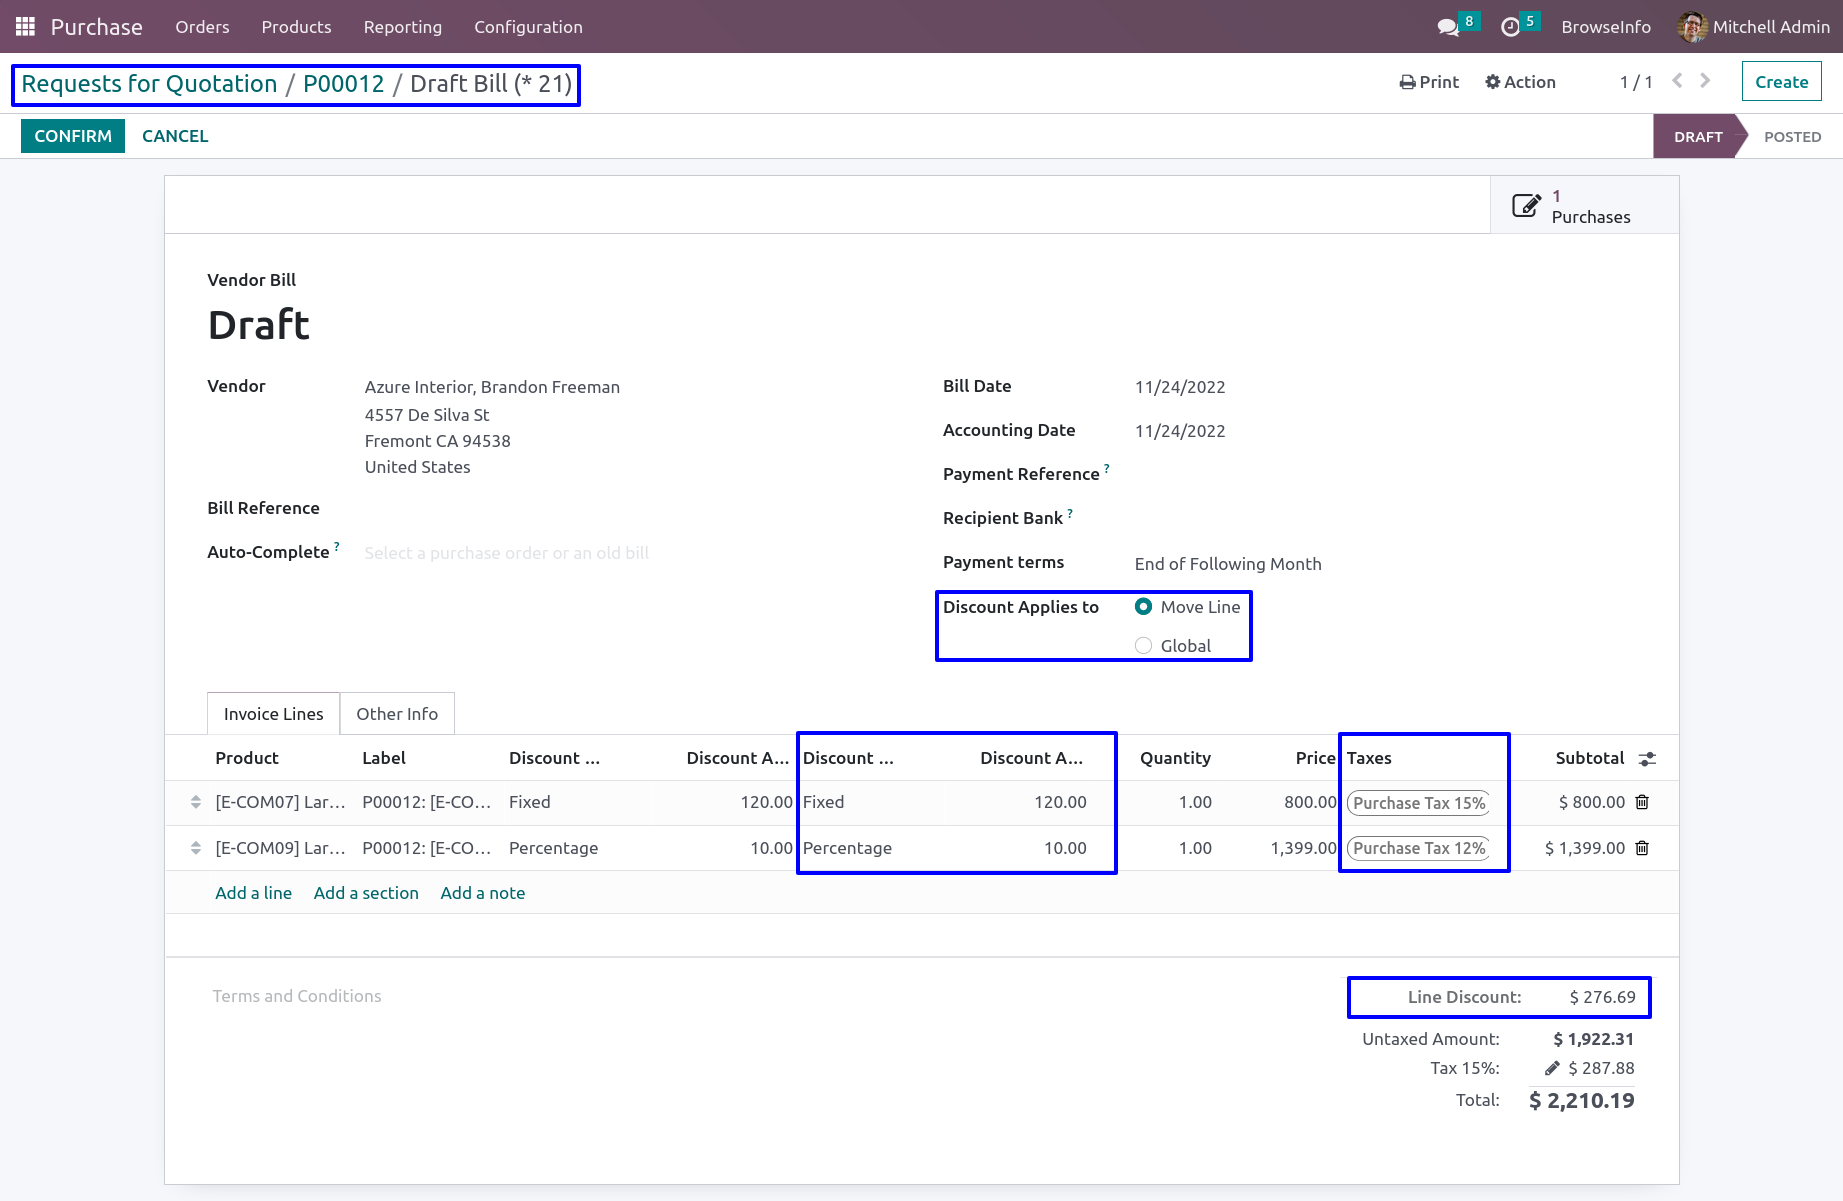 Purchase Orders Products Reporting Configuration 8 5 BrowseInfo Mitchell Admin
Requests for Quotation / P00012 / Draft Bill (* 21) Print Action 1 / 1 Create
CONFIRM CANCEL DRAFT POSTED
1
Purchases
Vendor Bill
Draft
Vendor Azure Interior, Brandon Freeman
4557 De Silva St
Fremont CA 94538
United States
Bill Reference
Auto-Complete ? Select a purchase order or an old bill
Bill Date 11/24/2022
Accounting Date 11/24/2022
Payment Reference ?
Recipient Bank ?
Payment terms End of Following Month
Discount Applies to Move Line
Global
Invoice Lines Other Info
Product Label Discount ... Discount A... Discount ... Discount A... Quantity Price Taxes Subtotal
[E-COM07] Lar... P00012: [E-CO... Fixed 120.00 Fixed 120.00 1.00 800.00 Purchase Tax 15% $ 800.00
[E-COM09] Lar... P00012: [E-CO... Percentage 10.00 Percentage 10.00 1.00 1,399.00 Purchase Tax 12% $ 1,399.00
Add a line Add a section Add a note
Terms and Conditions
Line Discount: $ 276.69
Untaxed Amount: $ 1,922.31
Tax 15%: $ 287.88
Total: $ 2,210.19